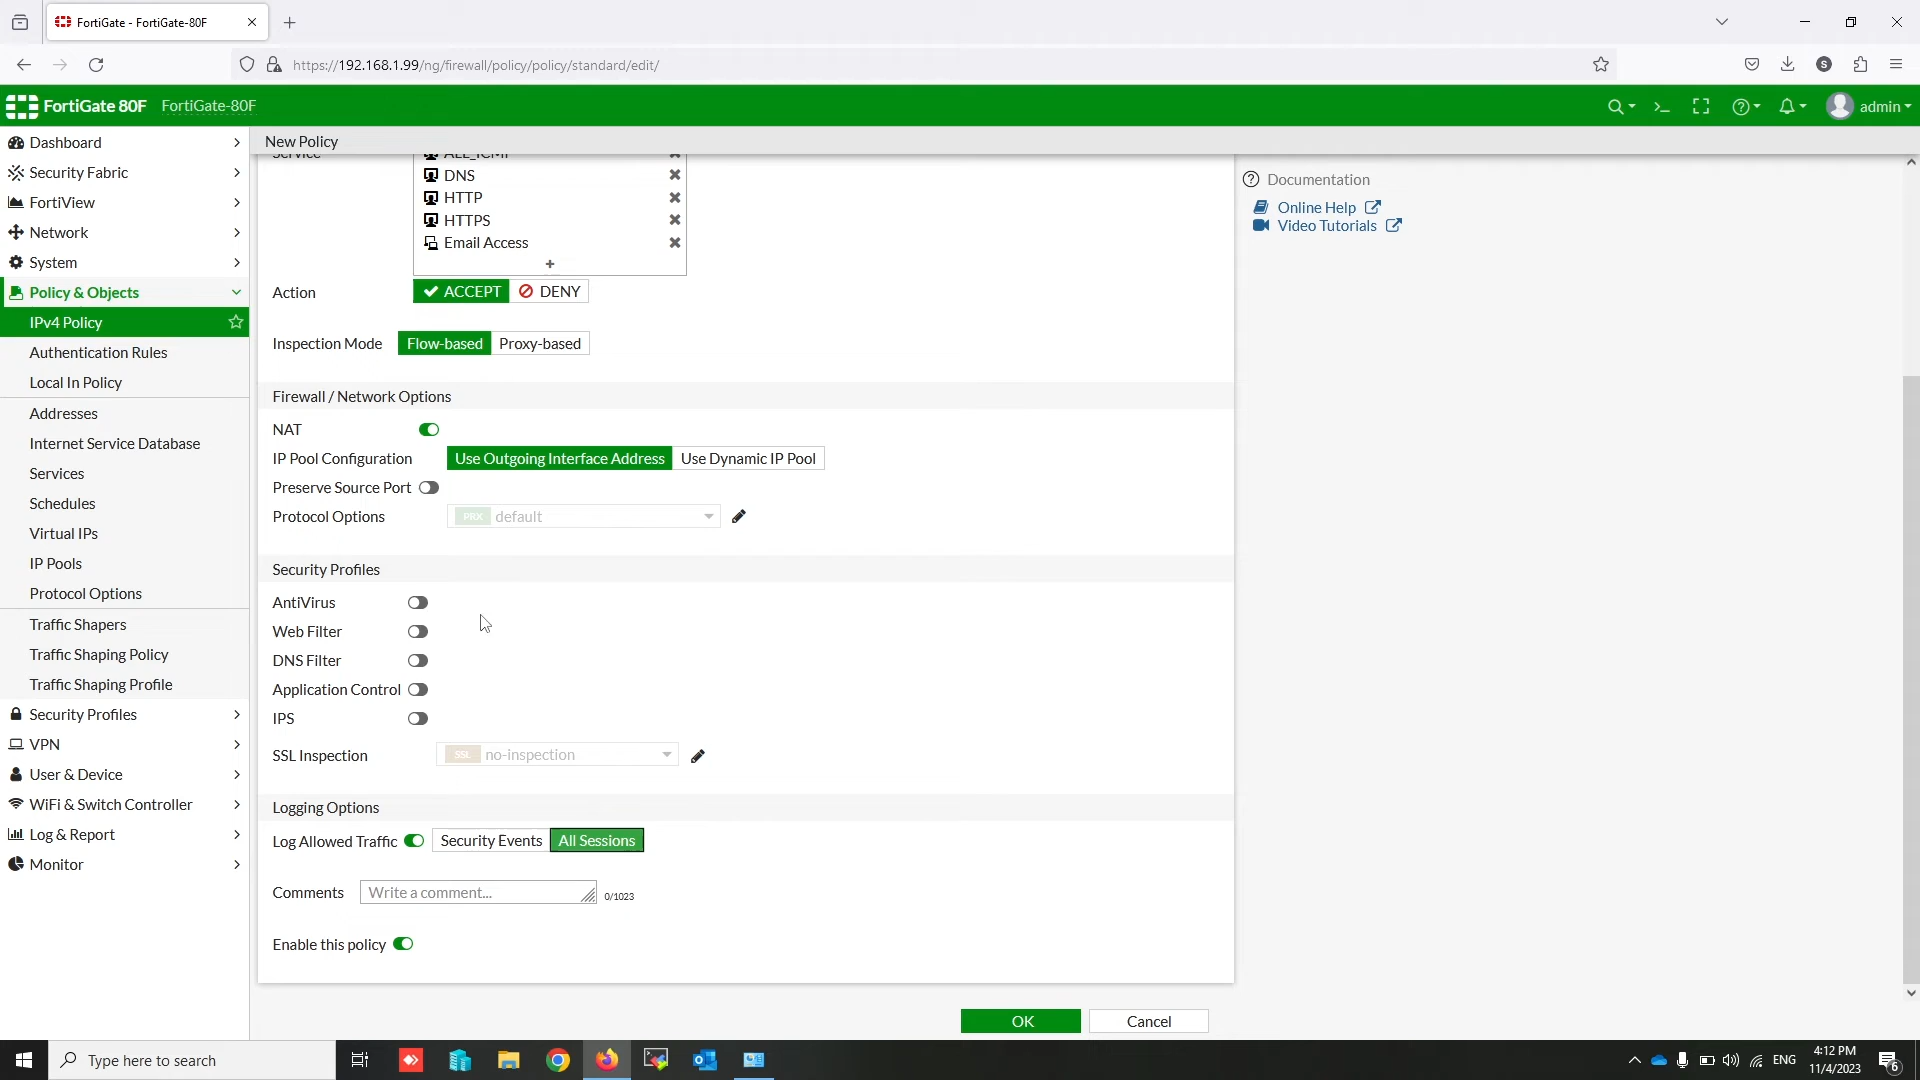 FortiGate - FortiGate-80F
https://192.168.1.99/ng/firewall/policy/policy/standard/edit/
S
FortiGate 80F FortiGate-80F
admin
Dashboard
Security Fabric
FortiView
Network
System
Policy & Objects
IPv4 Policy
Authentication Rules
Local In Policy
Addresses
Internet Service Database
Services
Schedules
Virtual IPs
IP Pools
Protocol Options
Traffic Shapers
Traffic Shaping Policy
Traffic Shaping Profile
Security Profiles
VPN
User & Device
WiFi & Switch Controller
Log & Report
Monitor
New Policy
Service ALL_ICMP
DNS
HTTP
HTTPS
Email Access
+
Action ACCEPT DENY
Inspection Mode Flow-based Proxy-based
Firewall / Network Options
NAT
IP Pool Configuration Use Outgoing Interface Address Use Dynamic IP Pool
Preserve Source Port
Protocol Options PRX default
Security Profiles
AntiVirus
Web Filter
DNS Filter
Application Control
IPS
SSL Inspection SSL no-inspection
Logging Options
Log Allowed Traffic Security Events All Sessions
Comments Write a comment... 0/1023
Enable this policy
OK Cancel
Documentation
Online Help
Video Tutorials
Type here to search
ENG
4:12 PM
11/4/2023
6